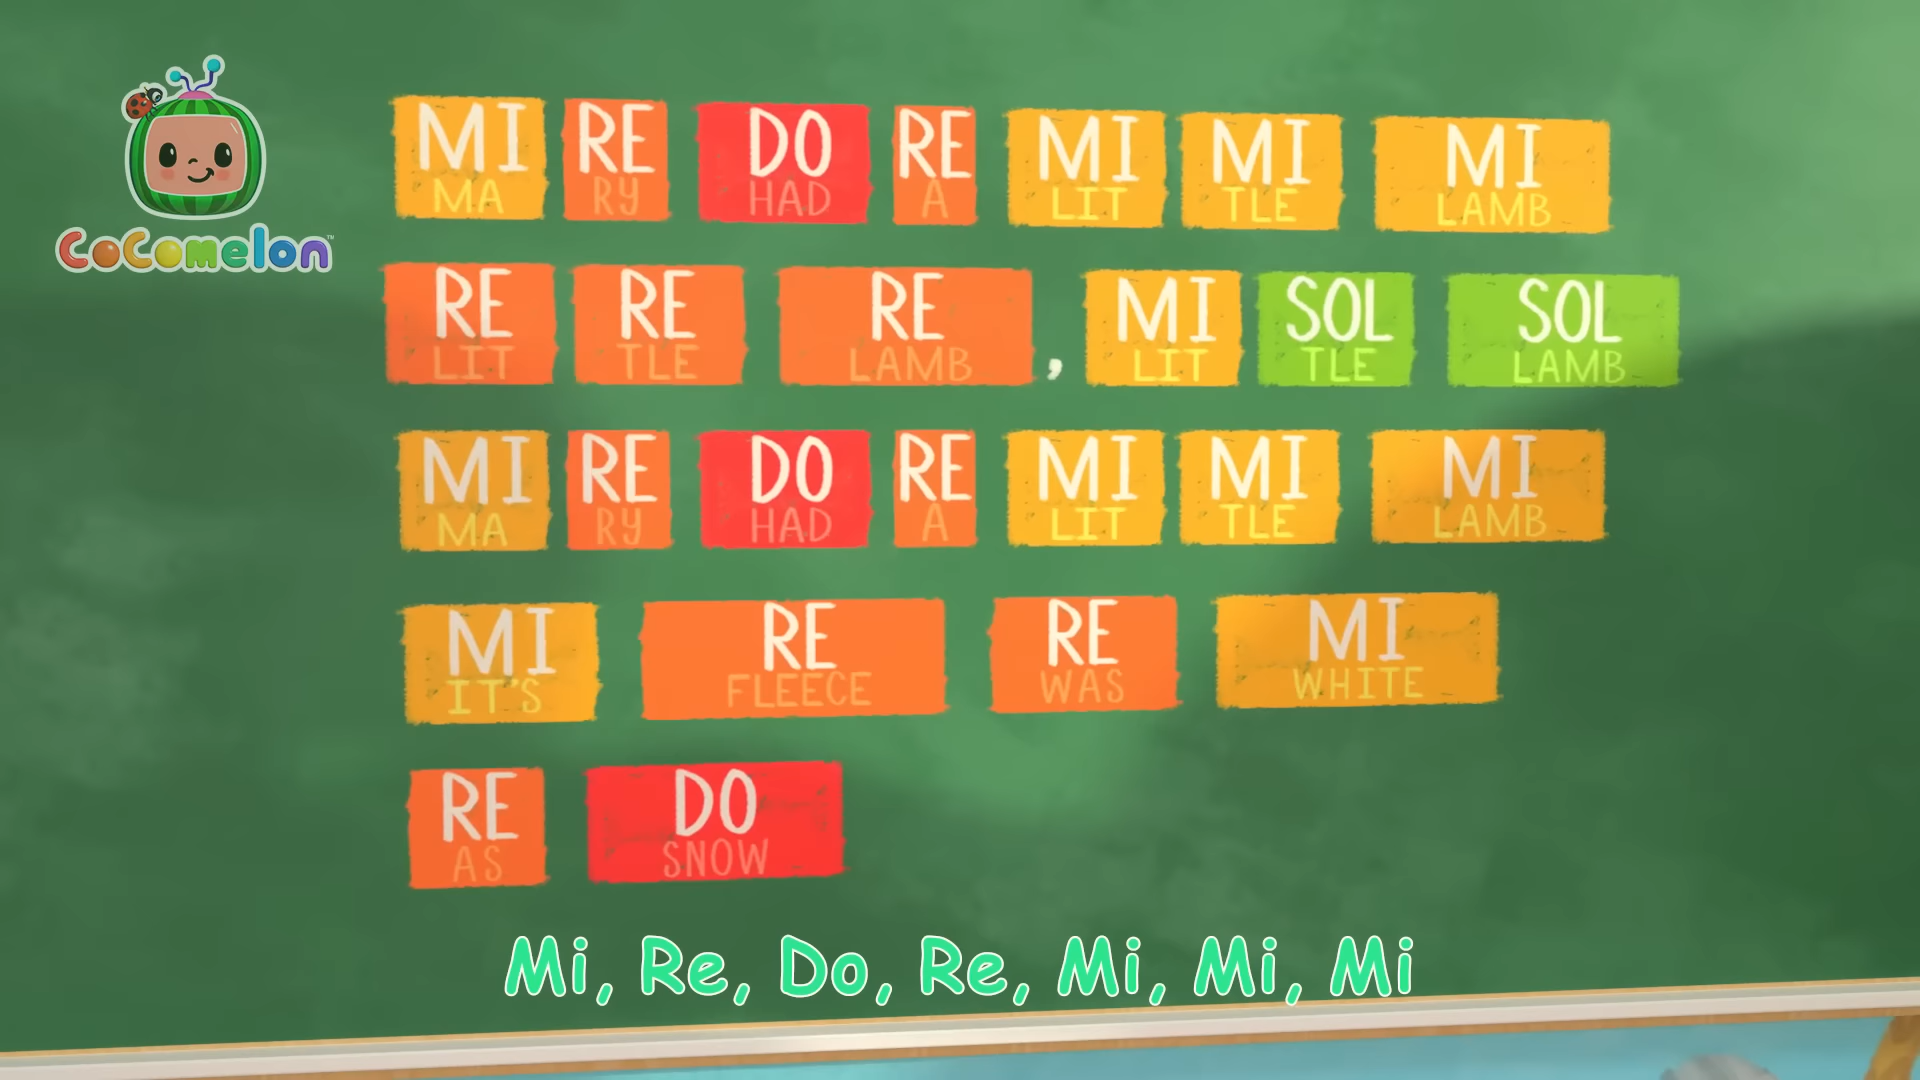 CoComelon™
MI RE DO RE MI MI MI
MA RY HAD A LIT TLE LAMB
RE RE RE , MI SOL SOL
LIT TLE LAMB LIT TLE LAMB
MI RE DO RE MI MI MI
MA RY HAD A LIT TLE LAMB
MI RE RE MI
IT'S FLEECE WAS WHITE
RE DO
AS SNOW
Mi, Re, Do, Re, Mi, Mi, Mi